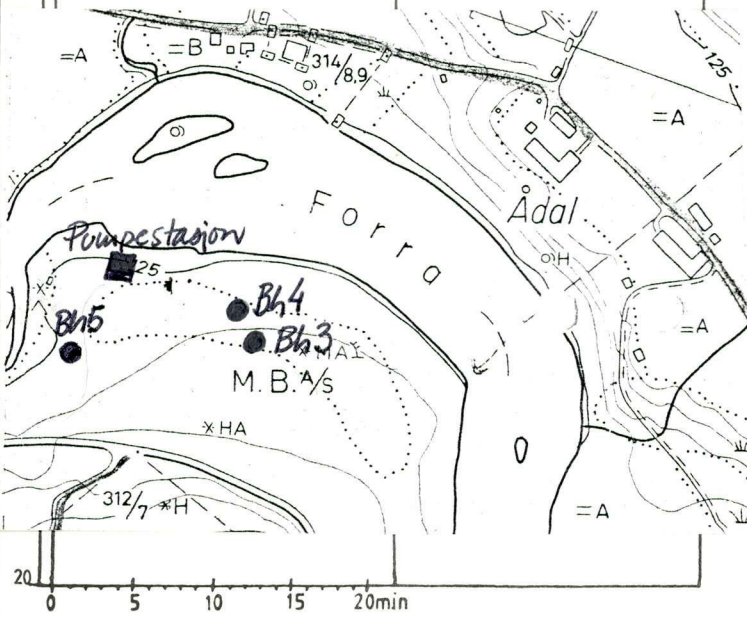 =A
=B
314/8,9
125
=A
Forra
Ådal
Pumpestasjon
25
H
Bh5
Bh4
Bh3
MA
=A
M.B. A/S
HA
312/7
H
=A
20
0 5 10 15 20min